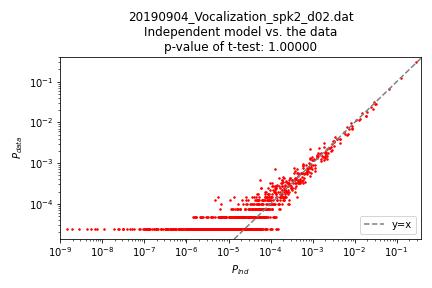 20190904_Vocalization_spk2_d02.dat
Independent model vs. the data
p-value of t-test: 1.00000
P_data
10^-1
10^-2
10^-3
10^-4
y=x
10^-9 10^-8 10^-7 10^-6 10^-5 10^-4 10^-3 10^-2 10^-1
P_ind